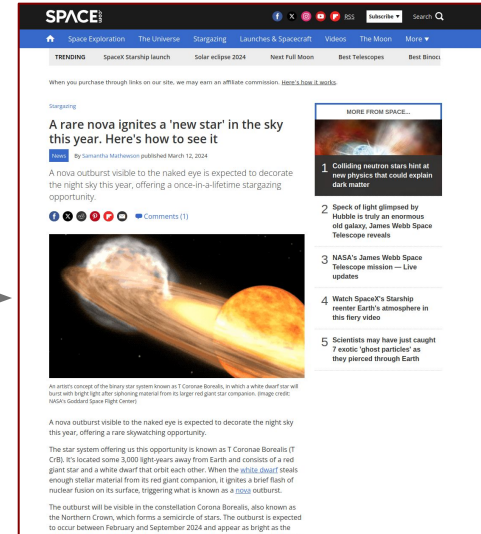 SPACE.com
RSS Subscribe ▼ Search
Space Exploration The Universe Stargazing Launches & Spacecraft Videos The Moon More ▼
TRENDING SpaceX Starship launch Solar eclipse 2024 Next Full Moon Best Telescopes Best Binocu
When you purchase through links on our site, we may earn an affiliate commission. Here's how it works.
Stargazing
A rare nova ignites a 'new star' in the sky
this year. Here's how to see it
News By Samantha Mathewson published March 12, 2024
A nova outburst visible to the naked eye is expected to decorate
the night sky this year, offering a once-in-a-lifetime stargazing
opportunity.
Comments (1)
An artist's concept of the binary star system known as T Coronae Borealis, in which a white dwarf star will
burst with bright light after siphoning material from its larger red giant star companion. (Image credit:
NASA's Goddard Space Flight Center)
A nova outburst visible to the naked eye is expected to decorate the night sky
this year, offering a rare skywatching opportunity.
The star system offering us this opportunity is known as T Coronae Borealis (T
CrB). It's located some 3,000 light-years away from Earth and consists of a red
giant star and a white dwarf that orbit each other. When the white dwarf steals
enough stellar material from its red giant companion, it ignites a brief flash of
nuclear fusion on its surface, triggering what is known as a nova outburst.
The outburst will be visible in the constellation Corona Borealis, also known as
the Northern Crown, which forms a semicircle of stars. The outburst is expected
to occur between February and September 2024 and appear as bright as the
MORE FROM SPACE...
1 Colliding neutron stars hint at
new physics that could explain
dark matter
2 Speck of light glimpsed by
Hubble is truly an enormous
old galaxy, James Webb Space
Telescope reveals
3 NASA's James Webb Space
Telescope mission — Live
updates
4 Watch SpaceX's Starship
reenter Earth's atmosphere in
this fiery video
5 Scientists may have just caught
7 exotic 'ghost particles' as
they pierced through Earth